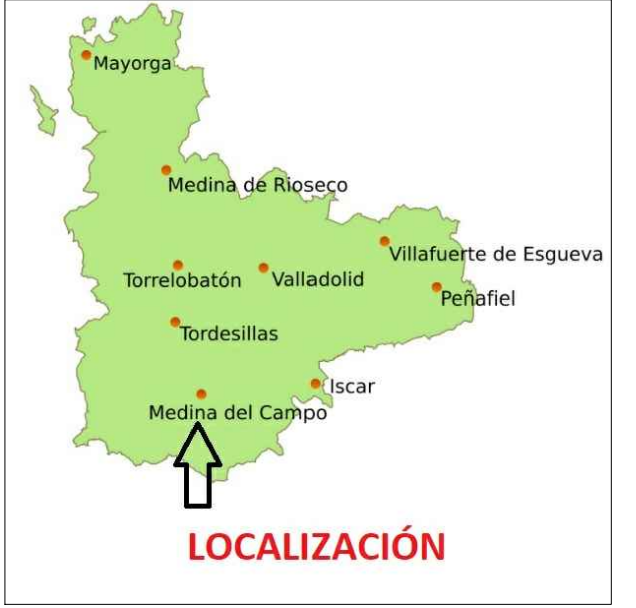 Mayorga
Medina de Rioseco
Villafuerte de Esgueva
Torrelobatón
Valladolid
Peñafiel
Tordesillas
Iscar
Medina del Campo
LOCALIZACIÓN